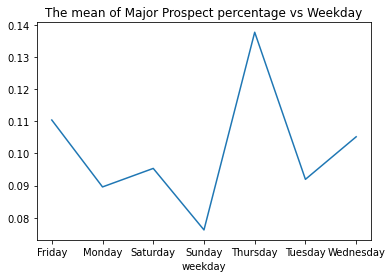 The mean of Major Prospect percentage vs Weekday
0.14
0.13
0.12
0.11
0.10
0.09
0.08
Friday Monday Saturday Sunday Thursday Tuesday Wednesday
weekday